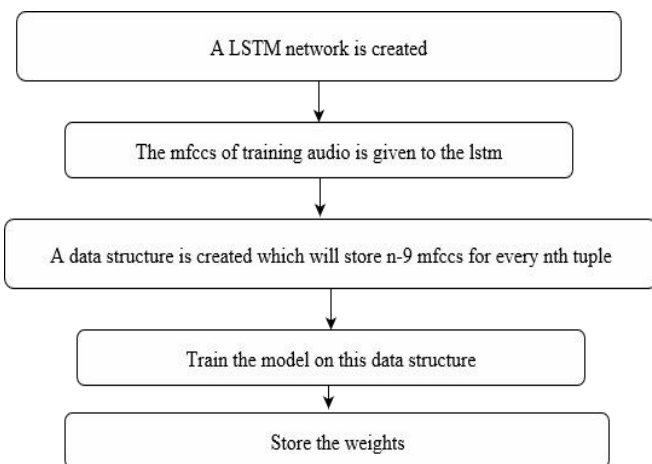 A LSTM network is created
The mfccs of training audio is given to the lstm
A data structure is created which will store n-9 mfccs for every nth tuple
Train the model on this data structure
Store the weights